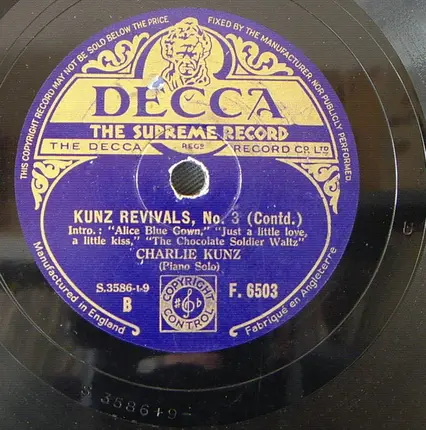 THIS COPYRIGHT RECORD MAY NOT BE SOLD BELOW THE PRICE FIXED BY THE MANUFACTURER, NOR PUBLICLY PERFORMED.
DECCA
THE SUPREME RECORD
THE DECCA REGD RECORD CO. LTD
KUNZ REVIVALS, No. 3 (Contd.)
Intro.: "Alice Blue Gown," "Just a little love,
a little kiss," "The Chocolate Soldier Waltz"
CHARLIE KUNZ
(Piano Solo)
S.3586-1-9
B
F. 6503
COPYRIGHT
CONTROL
Manufactured in England
Fabriqué en Angleterre
S 358619